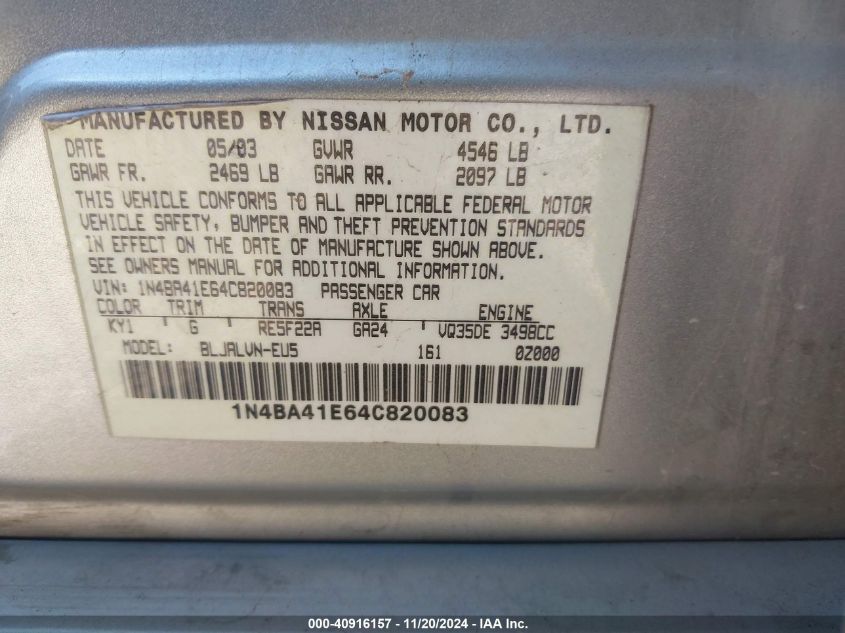 MANUFACTURED BY NISSAN MOTOR CO., LTD.
DATE 05/03 GVWR 4546 LB
GAWR FR. 2469 LB GAWR RR. 2097 LB
THIS VEHICLE CONFORMS TO ALL APPLICABLE FEDERAL MOTOR
VEHICLE SAFETY, BUMPER AND THEFT PREVENTION STANDARDS
IN EFFECT ON THE DATE OF MANUFACTURE SHOWN ABOVE.
SEE OWNERS MANUAL FOR ADDITIONAL INFORMATION.
VIN: 1N4BA41E64C820083 PASSENGER CAR
COLOR TRIM TRANS AXLE ENGINE
KY1 G RE5F22A GA24 VQ35DE 3498CC
MODEL: BLJALVN-EU5 161 0Z000
1N4BA41E64C820083
000-40916157 - 11/20/2024 - IAA Inc.